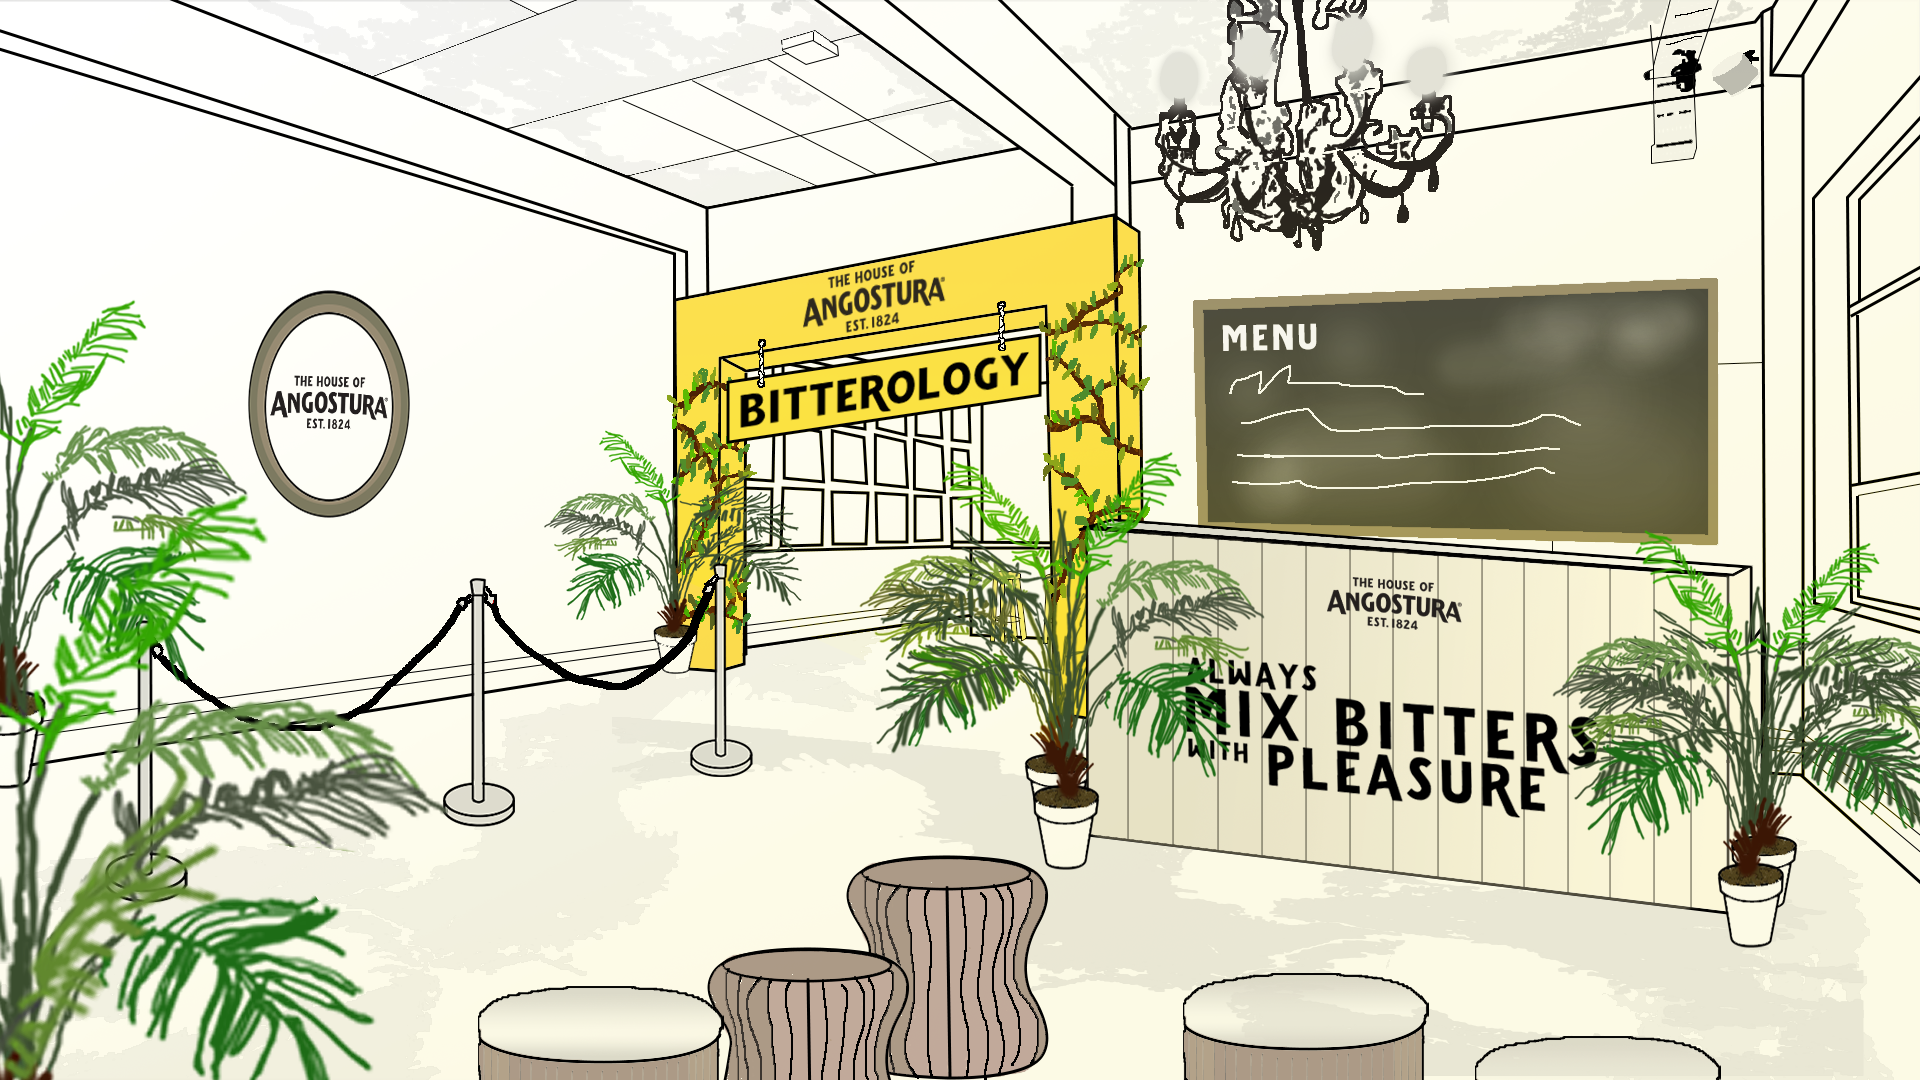 THE HOUSE OF
ANGOSTURA®
EST. 1824
THE HOUSE OF
ANGOSTURA®
EST. 1824
BITTEROLOGY
MENU
THE HOUSE OF
ANGOSTURA®
EST. 1824
ALWAYS
MIX BITTERS
WITH PLEASURE